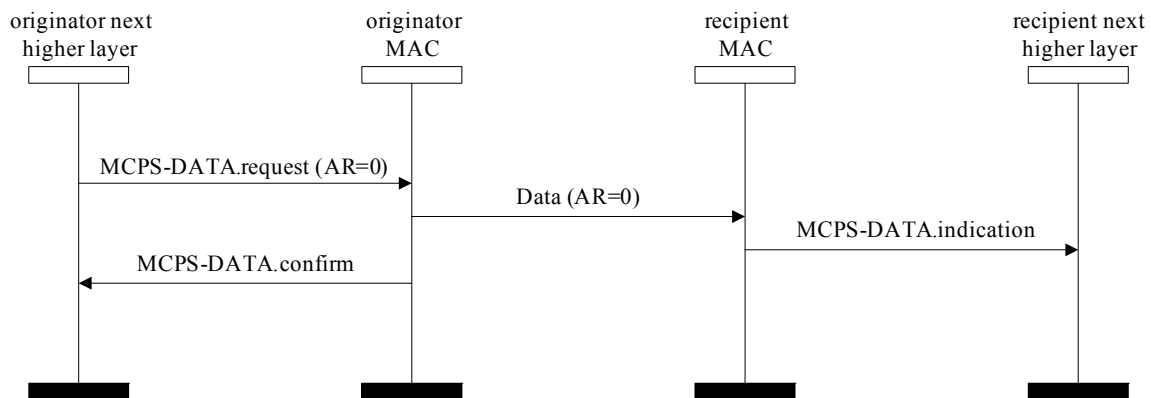 originator next
higher layer
originator
MAC
recipient
MAC
recipient next
higher layer
MCPS-DATA.request (AR=0)
Data (AR=0)
MCPS-DATA.indication
MCPS-DATA.confirm